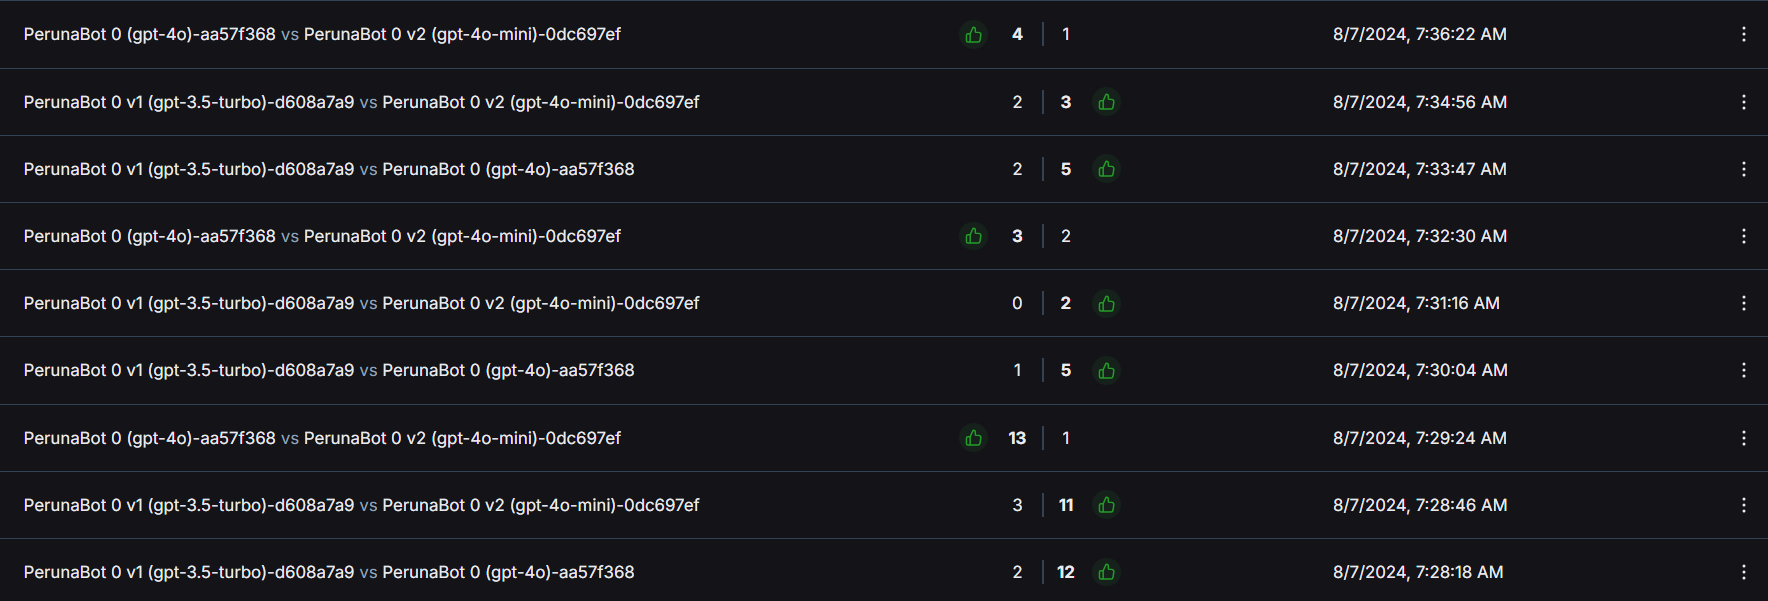 PerunaBot 0 (gpt-4o)-aa57f368 vs PerunaBot 0 v2 (gpt-4o-mini)-0dc697ef 4 1 8/7/2024, 7:36:22 AM
PerunaBot 0 v1 (gpt-3.5-turbo)-d608a7a9 vs PerunaBot 0 v2 (gpt-4o-mini)-0dc697ef 2 3 8/7/2024, 7:34:56 AM
PerunaBot 0 v1 (gpt-3.5-turbo)-d608a7a9 vs PerunaBot 0 (gpt-4o)-aa57f368 2 5 8/7/2024, 7:33:47 AM
PerunaBot 0 (gpt-4o)-aa57f368 vs PerunaBot 0 v2 (gpt-4o-mini)-0dc697ef 3 2 8/7/2024, 7:32:30 AM
PerunaBot 0 v1 (gpt-3.5-turbo)-d608a7a9 vs PerunaBot 0 v2 (gpt-4o-mini)-0dc697ef 0 2 8/7/2024, 7:31:16 AM
PerunaBot 0 v1 (gpt-3.5-turbo)-d608a7a9 vs PerunaBot 0 (gpt-4o)-aa57f368 1 5 8/7/2024, 7:30:04 AM
PerunaBot 0 (gpt-4o)-aa57f368 vs PerunaBot 0 v2 (gpt-4o-mini)-0dc697ef 13 1 8/7/2024, 7:29:24 AM
PerunaBot 0 v1 (gpt-3.5-turbo)-d608a7a9 vs PerunaBot 0 v2 (gpt-4o-mini)-0dc697ef 3 11 8/7/2024, 7:28:46 AM
PerunaBot 0 v1 (gpt-3.5-turbo)-d608a7a9 vs PerunaBot 0 (gpt-4o)-aa57f368 2 12 8/7/2024, 7:28:18 AM